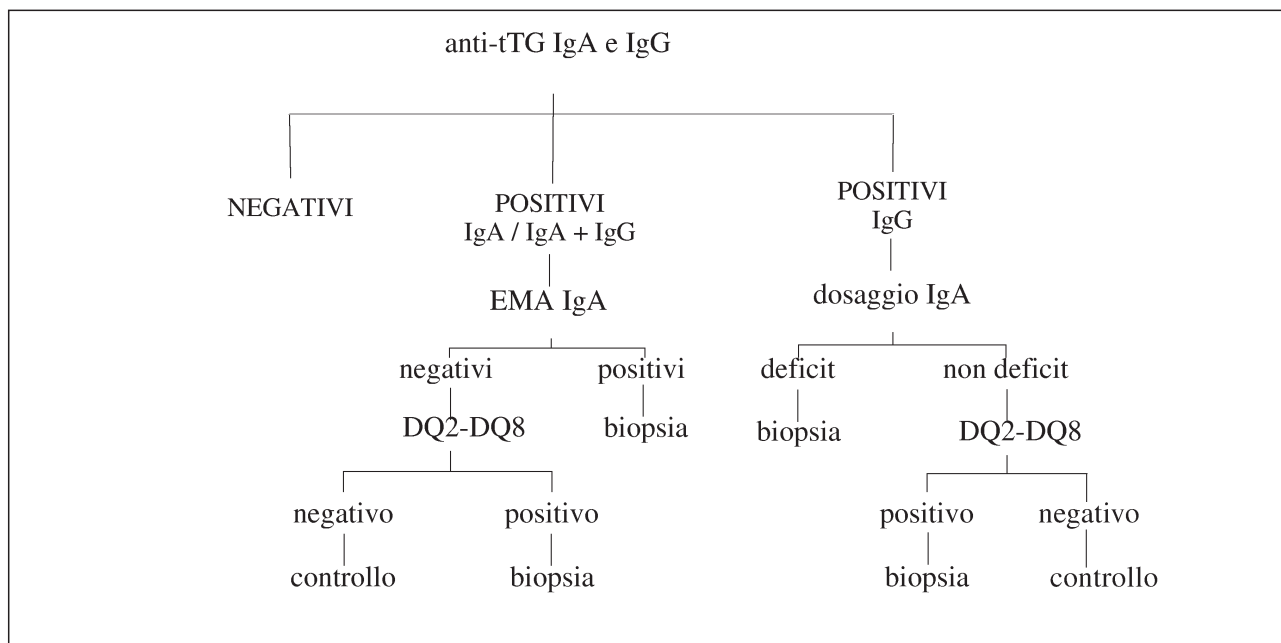 anti-tTG IgA e IgG
NEGATIVI
POSITIVI
IgA / IgA + IgG
POSITIVI
IgG
EMA IgA
dosaggio IgA
negativi
positivi
deficit
non deficit
DQ2-DQ8
biopsia
biopsia
DQ2-DQ8
negativo
positivo
positivo
negativo
controllo
biopsia
biopsia
controllo